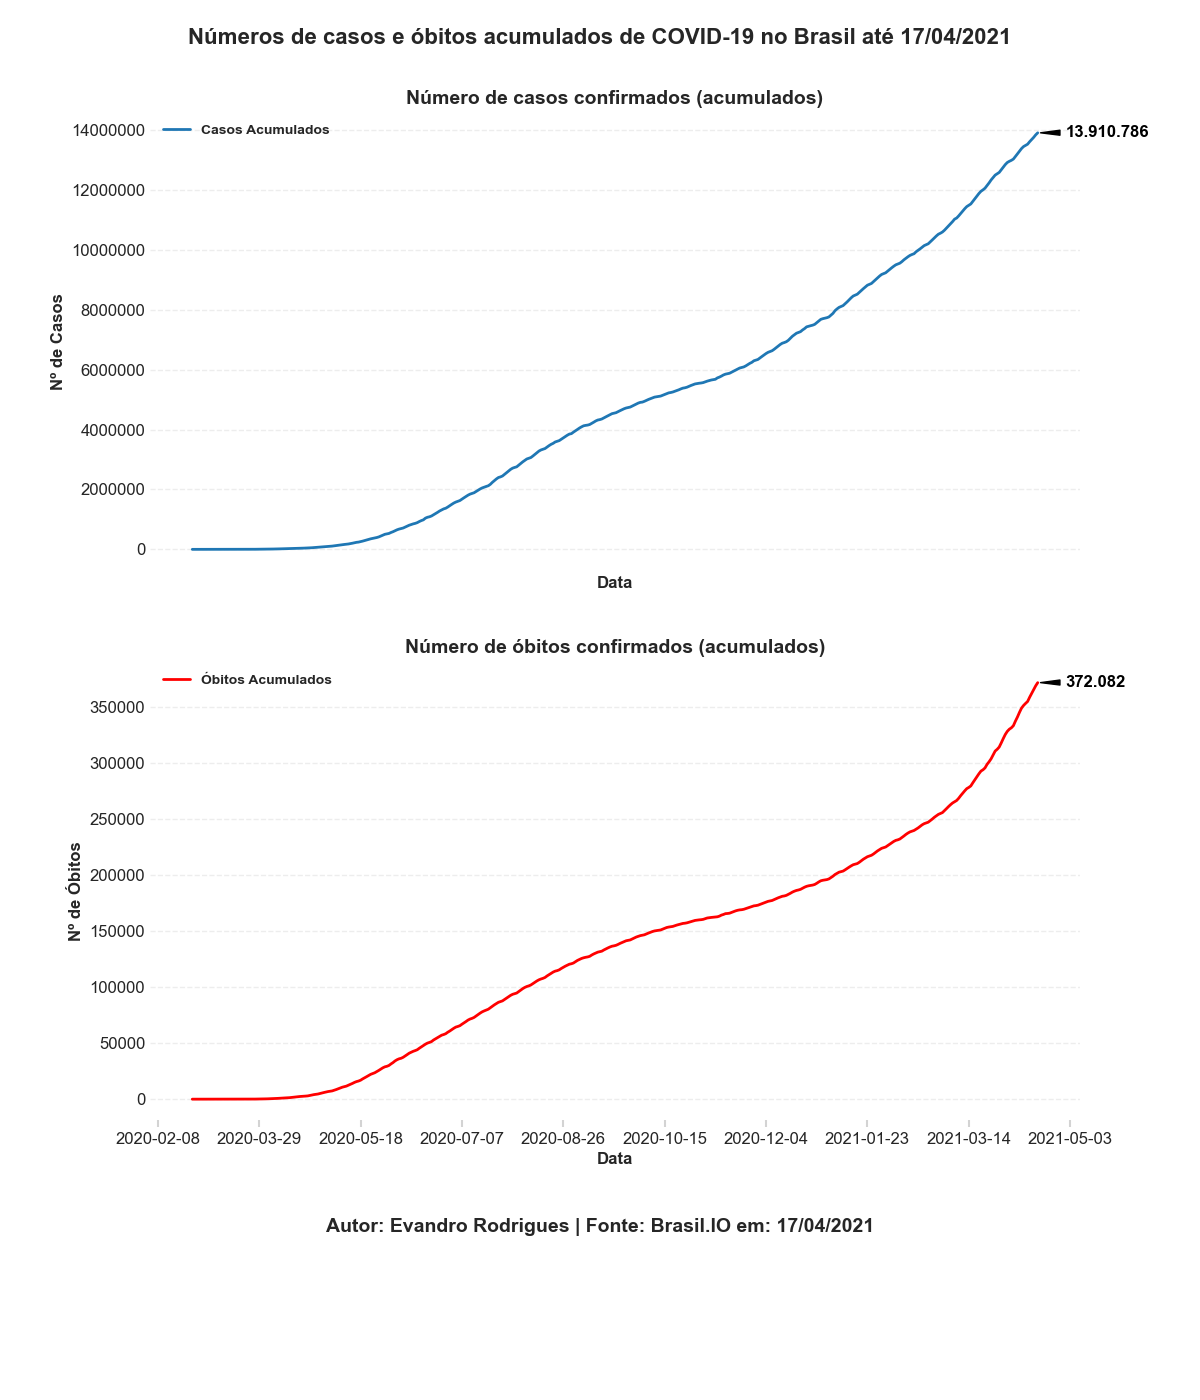 Números de casos e óbitos acumulados de COVID-19 no Brasil até 17/04/2021
Número de casos confirmados (acumulados)
Casos Acumulados
13.910.786
14000000
12000000
10000000
8000000
6000000
4000000
2000000
0
Nº de Casos
Data
Número de óbitos confirmados (acumulados)
Óbitos Acumulados
372.082
350000
300000
250000
200000
150000
100000
50000
0
Nº de Óbitos
2020-02-08 2020-03-29 2020-05-18 2020-07-07 2020-08-26 2020-10-15 2020-12-04 2021-01-23 2021-03-14 2021-05-03
Data
Autor: Evandro Rodrigues | Fonte: Brasil.IO em: 17/04/2021